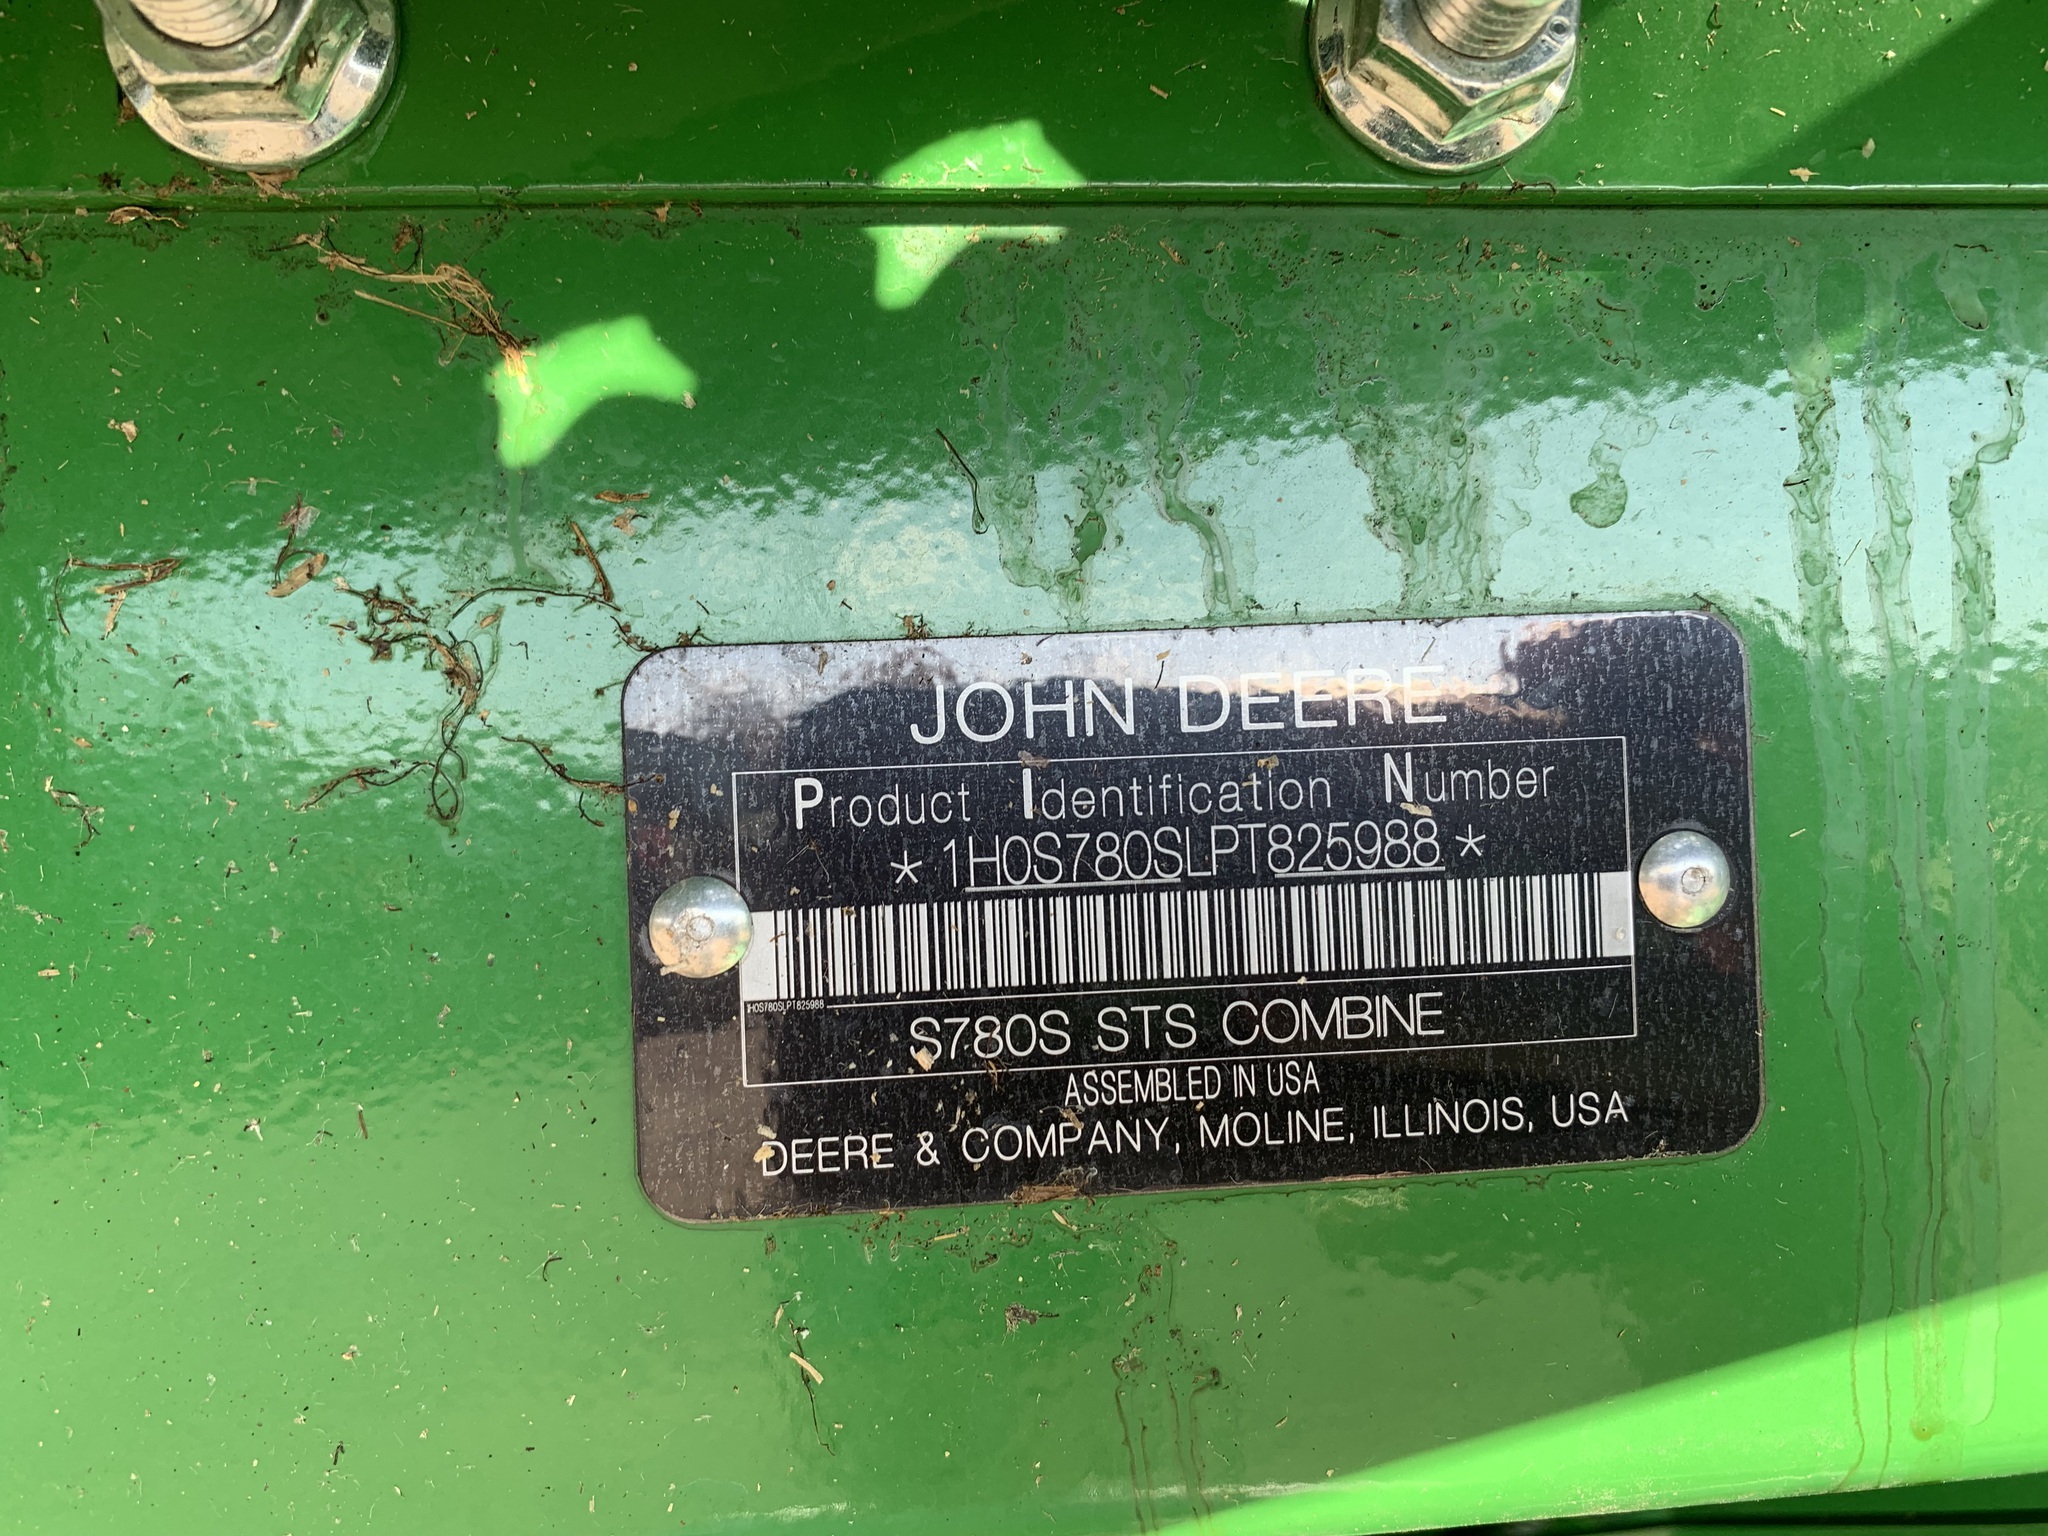 JOHN DEERE
Product Identification Number
* 1H0S780SLPT825988 *
1H0S780SLPT825988
S780S STS COMBINE
ASSEMBLED IN USA
DEERE & COMPANY, MOLINE, ILLINOIS, USA